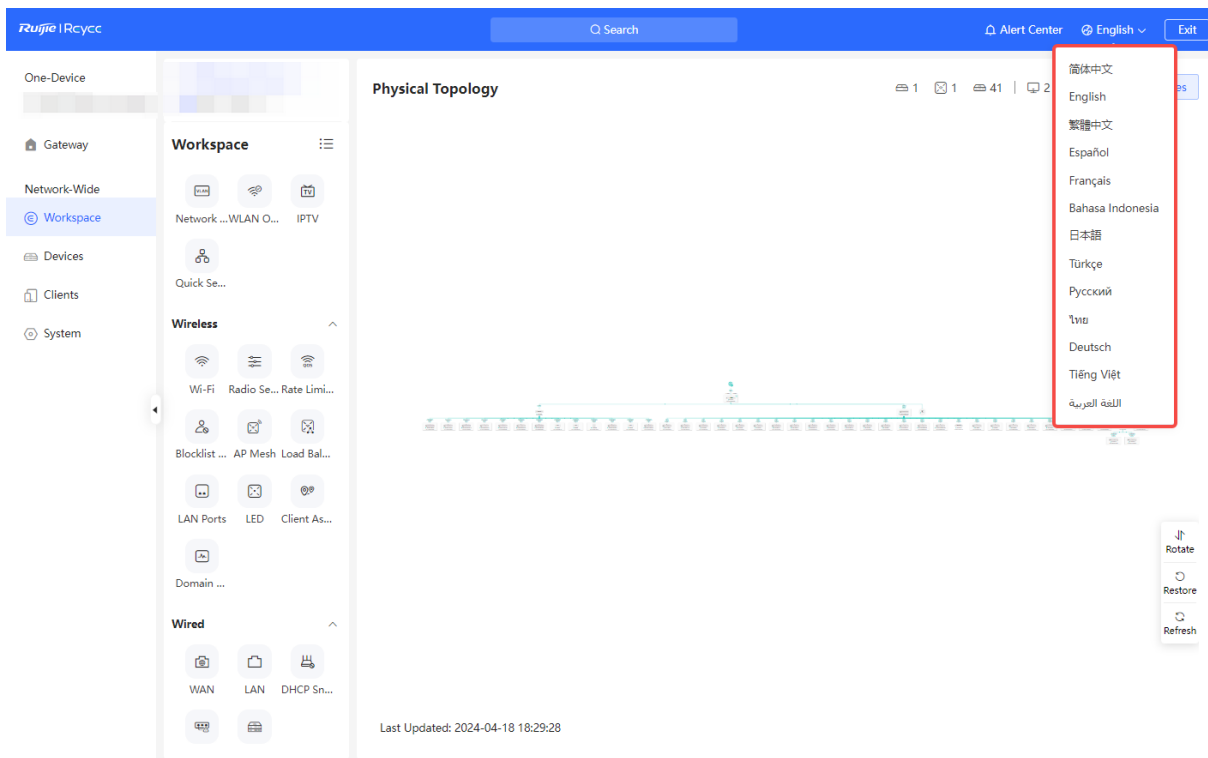 Ruijie | Rcycc
Search
Alert Center
English
Exit
One-Device
Gateway
Network-Wide
Workspace
Devices
Clients
System
Workspace
Network ...
WLAN O...
IPTV
Quick Se...
Wireless
Wi-Fi
Radio Se...
Rate Limi...
Blocklist ...
AP Mesh
Load Bal...
LAN Ports
LED
Client As...
Domain ...
Wired
WAN
LAN
DHCP Sn...
Physical Topology
1
1
41
2
es
简体中文
English
繁體中文
Español
Français
Bahasa Indonesia
日本語
Türkçe
Русский
ไทย
Deutsch
Tiếng Việt
اللغة العربية
Rotate
Restore
Refresh
Last Updated: 2024-04-18 18:29:28